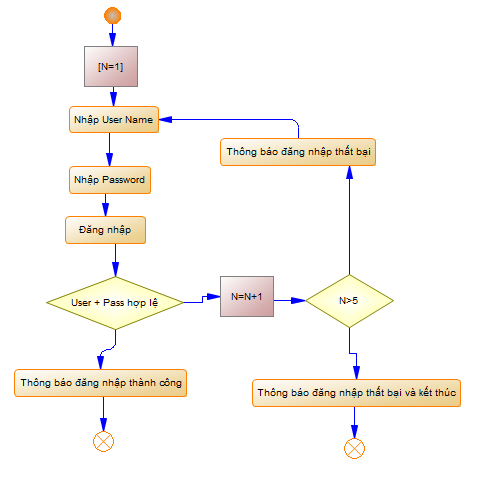 [N=1]
Nhập User Name
Thông báo đăng nhập thất bại
Nhập Password
Đăng nhập
User + Pass hợp lệ
N=N+1
N>5
Thông báo đăng nhập thành công
Thông báo đăng nhập thất bại và kết thúc